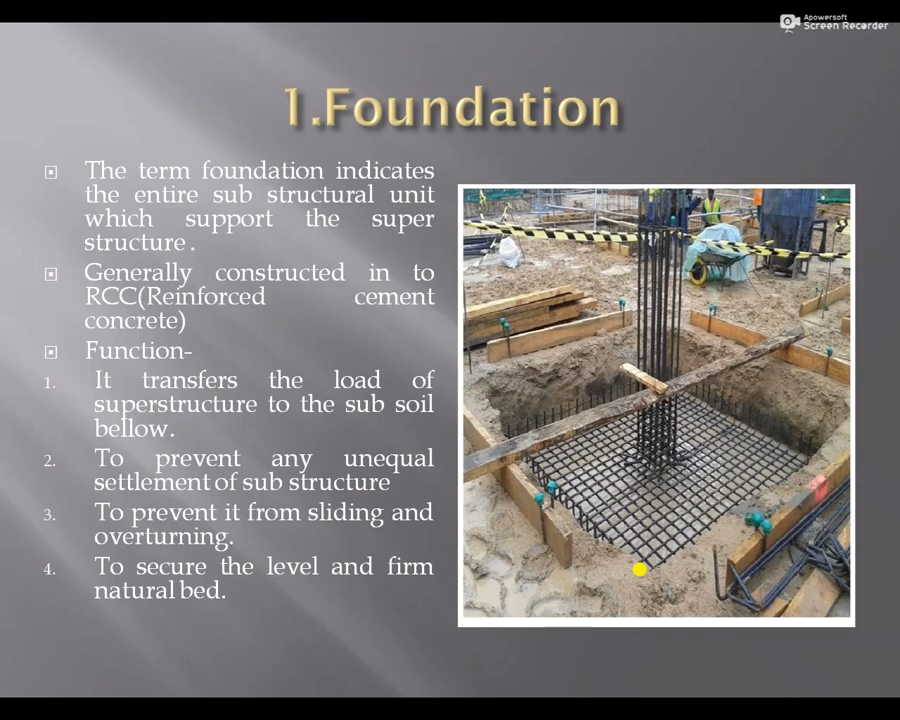 Apowersoft
Screen Recorder
1.Foundation
The term foundation indicates
the entire sub structural unit
which support the super
structure.
Generally constructed in to
RCC(Reinforced cement
concrete)
Function-
1. It transfers the load of
superstructure to the sub soil
bellow.
2. To prevent any unequal
settlement of sub structure
3. To prevent it from sliding and
overturning.
4. To secure the level and firm
natural bed.